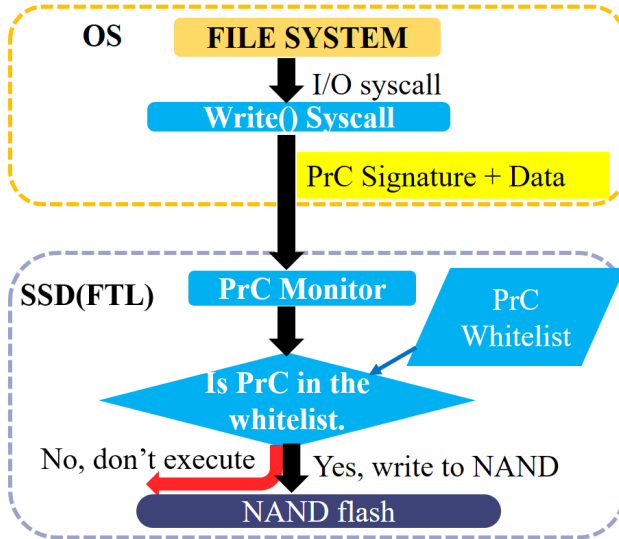 OS
FILE SYSTEM
I/O syscall
Write() Syscall
PrC Signature + Data
SSD(FTL)
PrC Monitor
PrC
Whitelist
Is PrC in the
whitelist.
No, don’t execute
Yes, write to NAND
NAND flash